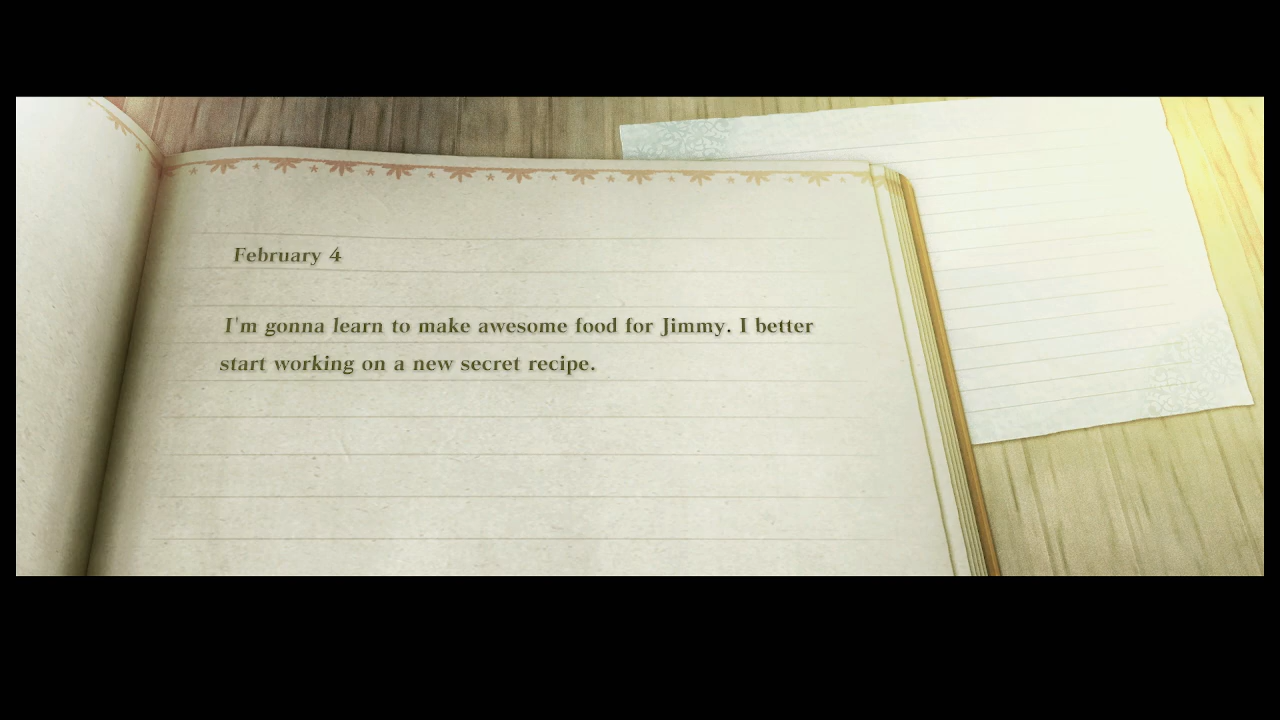 February 4
I'm gonna learn to make awesome food for Jimmy. I better
start working on a new secret recipe.